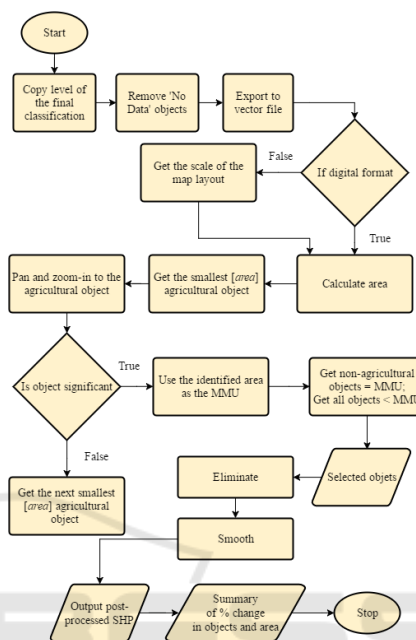 Start
Copy level of
the final
classification
Remove 'No
Data' objects
Export to
vector file
If digital format
False
Get the scale of the
map layout
True
Calculate area
Get the smallest [area]
agricultural object
Pan and zoom-in to the
agricultural object
Is object significant
True
Use the identified area
as the MMU
Get non-agricultural
objects = MMU;
Get all objects < MMU
False
Get the next smallest
[area] agricultural
object
Selected objets
Eliminate
Smooth
Output post-
processed SHP
Summary
of % change
in objects and area
Stop